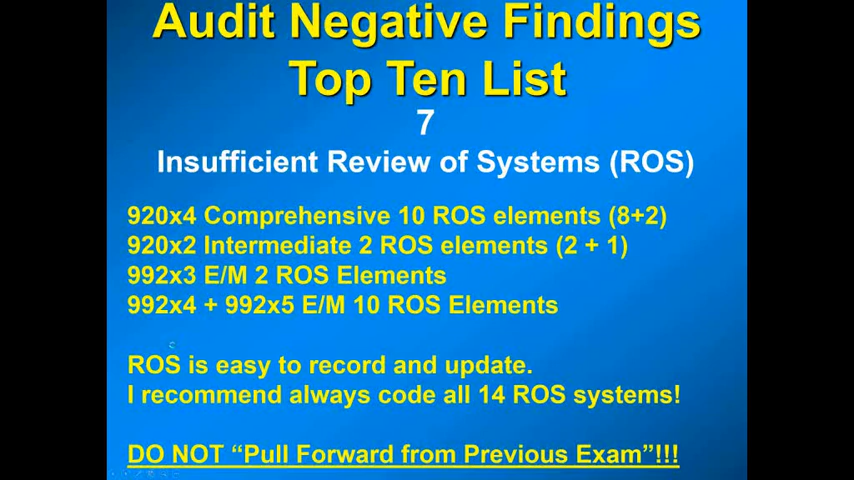 Audit Negative Findings
Top Ten List
7
Insufficient Review of Systems (ROS)
920x4 Comprehensive 10 ROS elements (8+2)
920x2 Intermediate 2 ROS elements (2 + 1)
992x3 E/M 2 ROS Elements
992x4 + 992x5 E/M 10 ROS Elements
ROS is easy to record and update.
I recommend always code all 14 ROS systems!
DO NOT “Pull Forward from Previous Exam”!!!